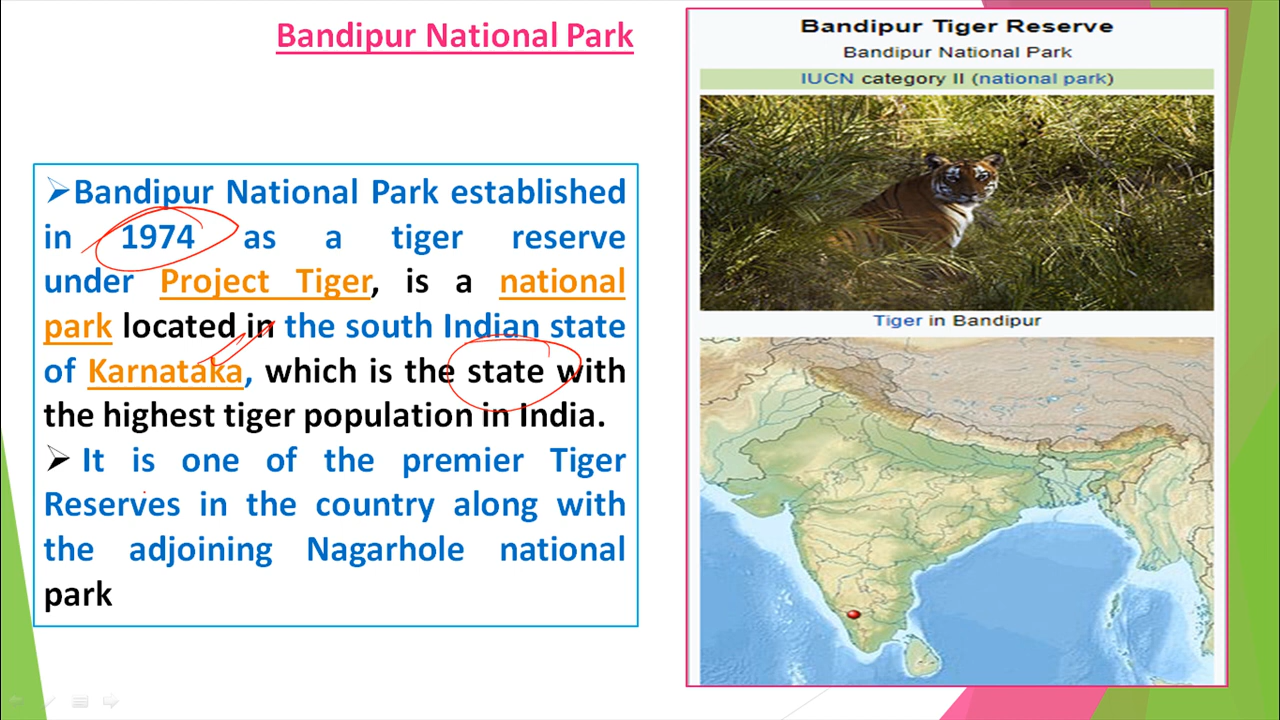 Bandipur National Park
➢Bandipur National Park established
in 1974 as a tiger reserve
under Project Tiger, is a national
park located in the south Indian state
of Karnataka, which is the state with
the highest tiger population in India.
➢ It is one of the premier Tiger
Reserves in the country along with
the adjoining Nagarhole national
park
Bandipur Tiger Reserve
Bandipur National Park
IUCN category II (national park)
Tiger in Bandipur